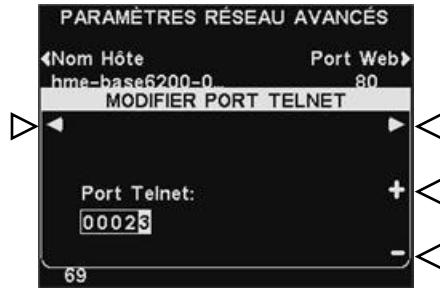 PARAMÈTRES RÉSEAU AVANCÉS
Nom Hôte Port Web
hme-base6200-0… 80
MODIFIER PORT TELNET
Port Telnet:
00023
+
-
69